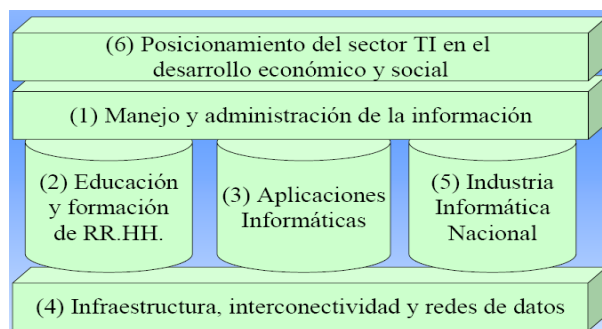 (6) Posicionamiento del sector TI en el
desarrollo económico y social
(1) Manejo y administración de la información
(2) Educación
y formación
de RR.HH.
(3) Aplicaciones
Informáticas
(5) Industria
Informática
Nacional
(4) Infraestructura, interconectividad y redes de datos